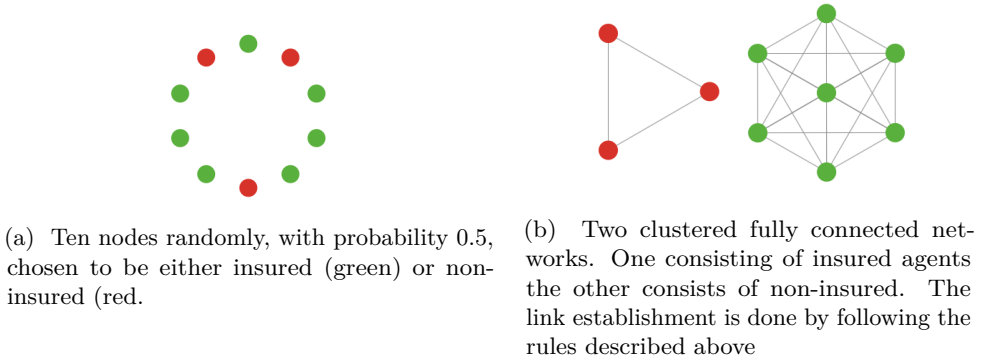 (a) Ten nodes randomly, with probability 0.5,
chosen to be either insured (green) or non-
insured (red.
(b) Two clustered fully connected net-
works. One consisting of insured agents
the other consists of non-insured. The
link establishment is done by following the
rules described above